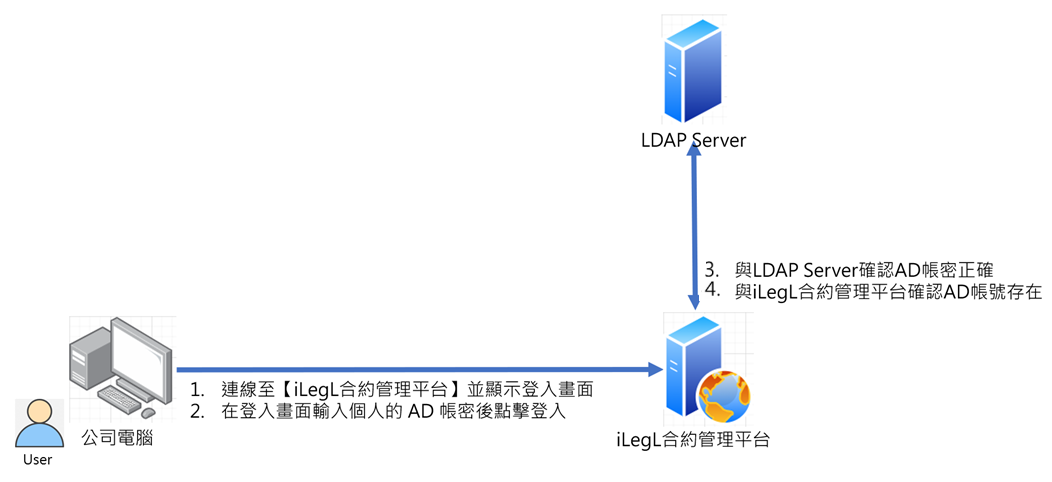 LDAP Server
3. 與LDAP Server確認AD帳密正確
4. 與iLegL合約管理平台確認AD帳號存在
1. 連線至【iLegL合約管理平台】並顯示登入畫面
2. 在登入畫面輸入個人的 AD 帳密後點擊登入
公司電腦
iLegL合約管理平台
User